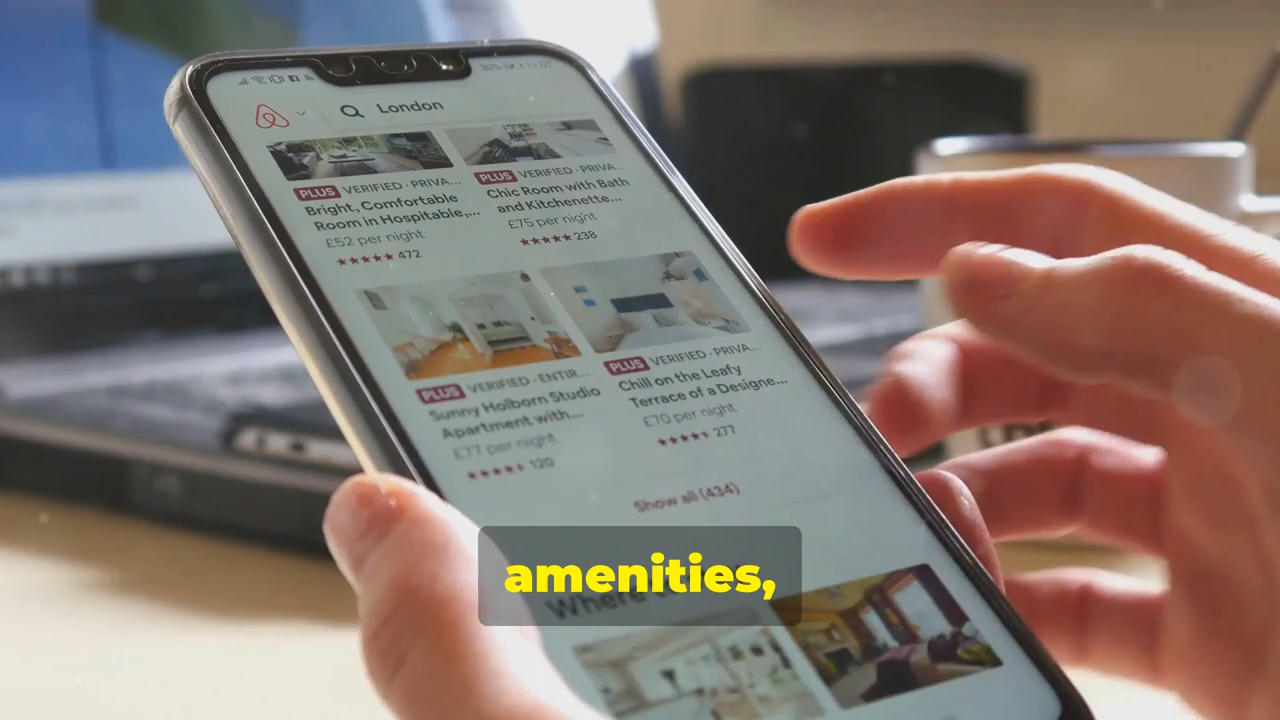 London
PLUS VERIFIED · PRIVA...
Bright, Comfortable
Room in Hospitable,...
£52 per night
472
PLUS VERIFIED · PRIVA...
Chic Room with Bath
and Kitchenette...
£75 per night
238
PLUS VERIFIED · ENTIR...
Sunny Holborn Studio
Apartment with...
£77 per night
120
PLUS VERIFIED · PRIVA...
Chill on the Leafy
Terrace of a Designe...
£70 per night
277
Show all (434)
amenities,
Where